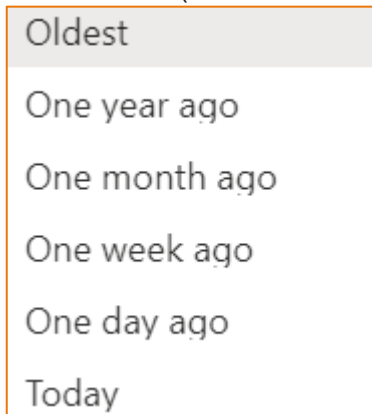 Oldest
One year ago
One month ago
One week ago
One day ago
Today